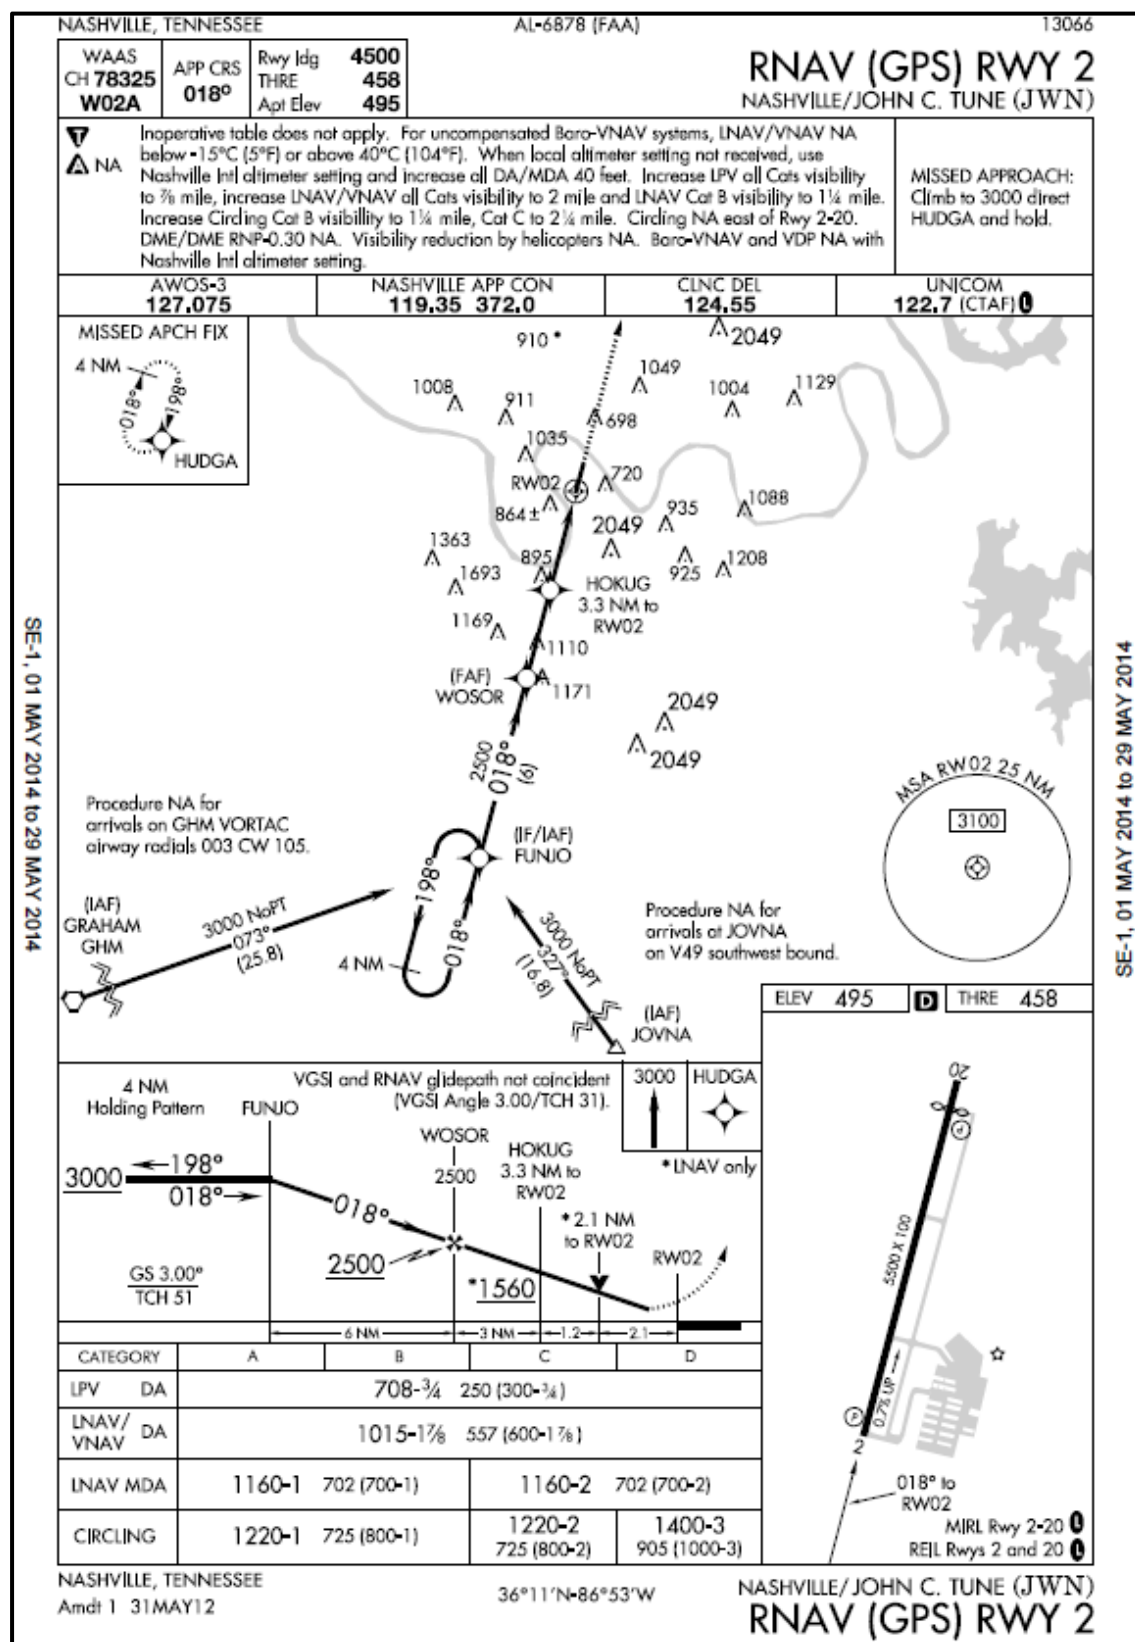 NASHVILLE, TENNESSEE
AL-6878 (FAA)
13066
WAAS
CH 78325
W02A
APP CRS
018°
Rwy ldg 4500
THRE 458
Apt Elev 495
RNAV (GPS) RWY 2
NASHVILLE/JOHN C. TUNE (JWN)
T
A NA
Inoperative table does not apply. For uncompensated Baro-VNAV systems, LNAV/VNAV NA
below -15°C (5°F) or above 40°C (104°F). When local altimeter setting not received, use
Nashville Intl altimeter setting and increase all DA/MDA 40 feet. Increase LPV all Cats visibility
to ⅞ mile, increase LNAV/VNAV all Cats visibility to 2 mile and LNAV Cat B visibility to 1¼ mile.
Increase Circling Cat B visibillity to 1¼ mile, Cat C to 2¼ mile. Circling NA east of Rwy 2-20.
DME/DME RNP-0.30 NA. Visibility reduction by helicopters NA. Baro-VNAV and VDP NA with
Nashville Intl altimeter setting.
MISSED APPROACH:
Climb to 3000 direct
HUDGA and hold.
AWOS-3
127.075
NASHVILLE APP CON
119.35 372.0
CLNC DEL
124.55
UNICOM
122.7 (CTAF) L
MISSED APCH FIX
4 NM
018°
198°
HUDGA
910 *
2049
1049
1008
911
1004
1129
698
1035
RW02
720
864±
1088
935
2049
1363
895
925
1208
1693
HOKUG
3.3 NM to
RW02
1169
1110
(FAF)
WOSOR
1171
2049
2049
2500
018°
(6)
MSA RW02 25 NM
3100
Procedure NA for
arrivals on GHM VORTAC
airway radials 003 CW 105.
(IF/IAF)
FUNJO
198°
018°
4 NM
(IAF)
GRAHAM
GHM
3000 NoPT
073°
(25.8)
3000 NoPT
327°
(16.8)
Procedure NA for
arrivals at JOVNA
on V49 southwest bound.
(IAF)
JOVNA
ELEV 495
D
THRE 458
20
P
5500 X 100
0.7% UP
P
2
018° to
RW02
MIRL Rwy 2-20 L
REIL Rwys 2 and 20 L
4 NM
Holding Pattern
FUNJO
VGSI and RNAV glidepath not coincident
(VGSI Angle 3.00/TCH 31).
3000
HUDGA
WOSOR
2500
HOKUG
3.3 NM to
RW02
*LNAV only
3000
198°
018°
018°
2500
*2.1 NM
to RW02
RW02
*1560
GS 3.00°
TCH 51
6 NM
3 NM
1.2
2.1
CATEGORY A B C D
LPV DA 708-¾ 250 (300-¾)
LNAV/
VNAV DA 1015-1⅞ 557 (600-1⅞)
LNAV MDA 1160-1 702 (700-1) 1160-2 702 (700-2)
CIRCLING 1220-1 725 (800-1)
1220-2
725 (800-2)
1400-3
905 (1000-3)
NASHVILLE, TENNESSEE
Amdt 1 31MAY12
36°11'N-86°53'W
NASHVILLE/JOHN C. TUNE (JWN)
RNAV (GPS) RWY 2
SE-1, 01 MAY 2014 to 29 MAY 2014
SE-1, 01 MAY 2014 to 29 MAY 2014